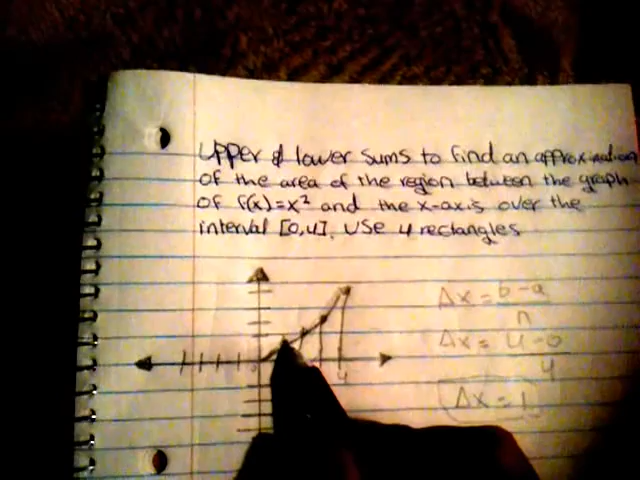 Upper & lower sums to find an approximation
of the area of the region between the graph
of f(x)=x² and the x-axis over the
interval [0,4]. Use 4 rectangles
Δx = b-a
n
Δx = 4-0
4
Δx = 1
4